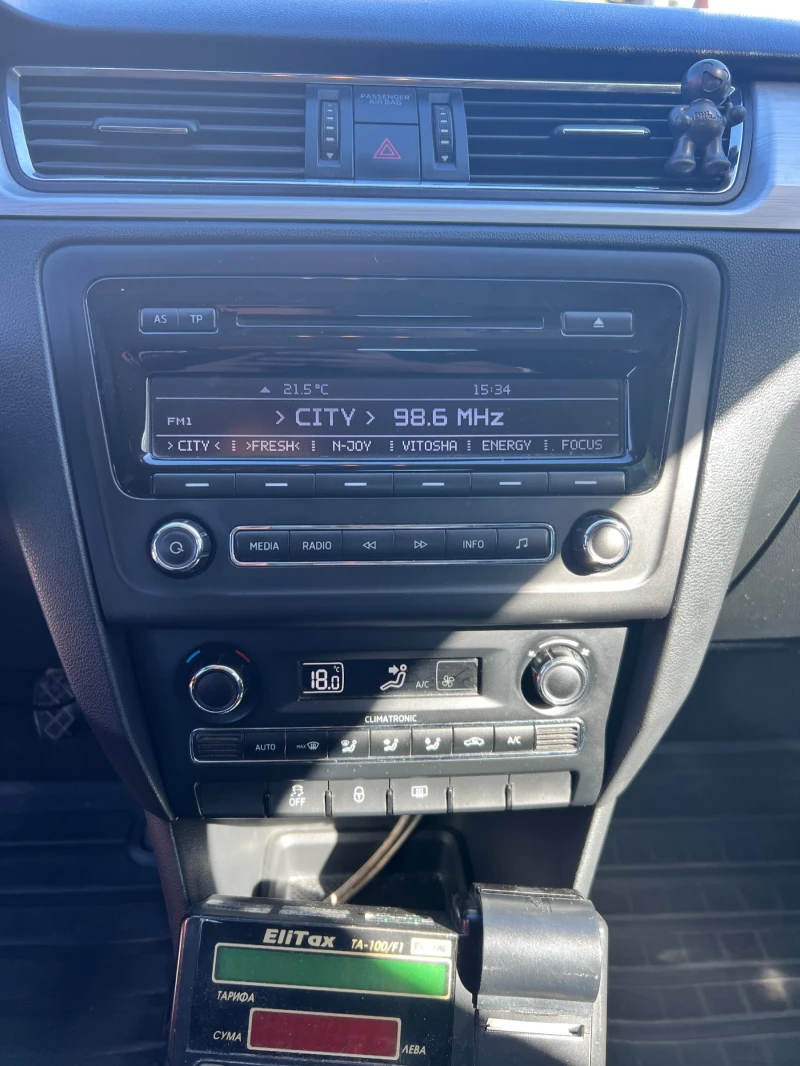 PASSENGER
AIR BAG
AS TP
21.5°C 15:34
FM1 > CITY > 98.6 MHz
> CITY < >FRESH< N-JOY VITOSHA ENERGY FOCUS
MEDIA RADIO INFO
18.0 °C A/C
CLIMATRONIC
AUTO MAX A/C
OFF
EliTax TA-100/F1
ТАРИФА
СУМА ЛЕВА